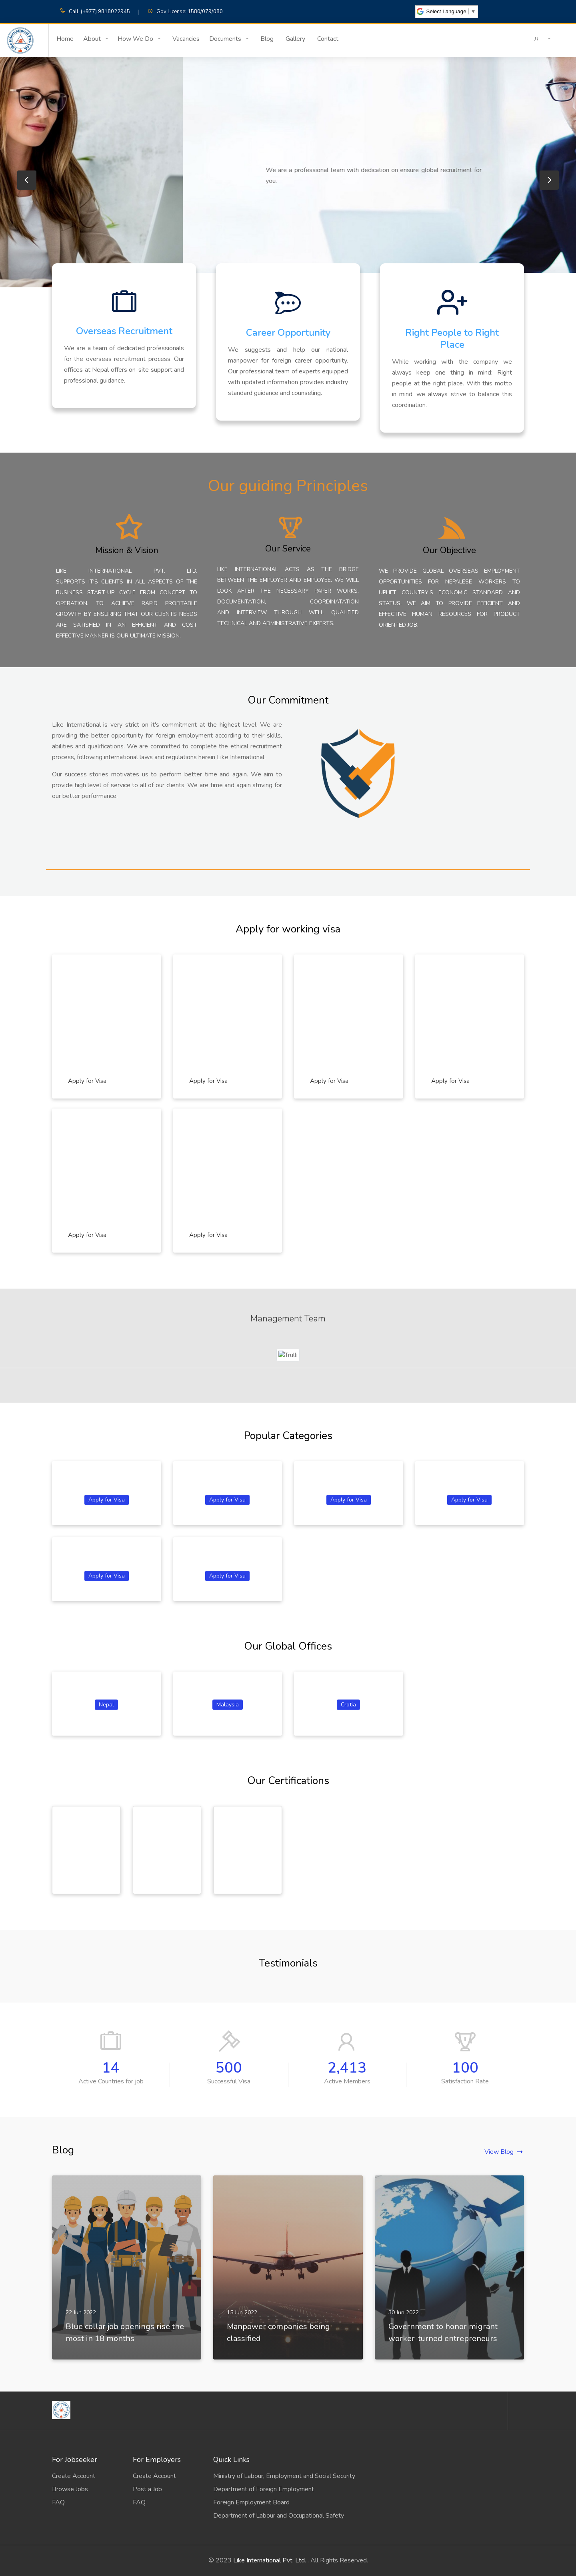 Call: (+977) 9818022945 | Gov License: 1580/079/080
Select Language ▼
Home About How We Do Vacancies Documents Blog Gallery Contact
We are a professional team with dedication on ensure global recruitment for
you.
Overseas Recruitment
We are a team of dedicated professionals
for the overseas recruitment process. Our
offices at Nepal offers on-site support and
professional guidance.
Career Opportunity
We suggests and help our national
manpower for foreign career opportunity.
Our professional team of experts equipped
with updated information provides industry
standard guidance and counseling.
Right People to Right
Place
While working with the company we
always keep one thing in mind: Right
people at the right place. With this motto
in mind, we always strive to balance this
coordination.
Our guiding Principles
Mission & Vision
LIKE INTERNATIONAL PVT. LTD.
SUPPORTS IT'S CLIENTS IN ALL ASPECTS OF THE
BUSINESS START-UP CYCLE FROM CONCEPT TO
OPERATION. TO ACHIEVE RAPID PROFITABLE
GROWTH BY ENSURING THAT OUR CLIENTS NEEDS
ARE SATISFIED IN AN EFFICIENT AND COST
EFFECTIVE MANNER IS OUR ULTIMATE MISSION.
Our Service
LIKE INTERNATIONAL ACTS AS THE BRIDGE
BETWEEN THE EMPLOYER AND EMPLOYEE. WE WILL
LOOK AFTER THE NECESSARY PAPER WORKS,
DOCUMENTATION, COORDINATATION
AND INTERVIEW THROUGH WELL QUALIFIED
TECHNICAL AND ADMINISTRATIVE EXPERTS.
Our Objective
WE PROVIDE GLOBAL OVERSEAS EMPLOYMENT
OPPORTUNITIES FOR NEPALESE WORKERS TO
UPLIFT COUNTRY'S ECONOMIC STANDARD AND
STATUS, WE AIM TO PROVIDE EFFICIENT AND
EFFECTIVE HUMAN RESOURCES FOR PRODUCT
ORIENTED JOB.
Our Commitment
Like International is very strict on it's commitment at the highest level. We are
providing the better opportunity for foreign employment according to their skills,
abilities and qualifications. We are committed to complete the ethical recruitment
process, following international laws and regulations herein Like International.
Our success stories motivates us to perform better time and again. We aim to
provide high level of service to all of our clients. We are time and again striving for
our better performance.
Apply for working visa
Apply for Visa
Apply for Visa
Apply for Visa
Apply for Visa
Apply for Visa
Apply for Visa
Management Team
Trulli
Popular Categories
Apply for Visa
Apply for Visa
Apply for Visa
Apply for Visa
Apply for Visa
Apply for Visa
Our Global Offices
Nepal
Malaysia
Crotia
Our Certifications
Testimonials
14
Active Countries for job
500
Successful Visa
2,413
Active Members
100
Satisfaction Rate
Blog
View Blog
22 Jun 2022
Blue collar job openings rise the
most in 18 months
15 Jun 2022
Manpower companies being
classified
30 Jun 2022
Government to honor migrant
worker-turned entrepreneurs
For Jobseeker
Create Account
Browse Jobs
FAQ
For Employers
Create Account
Post a Job
FAQ
Quick Links
Ministry of Labour, Employment and Social Security
Department of Foreign Employment
Foreign Employment Board
Department of Labour and Occupational Safety
© 2023 Like International Pvt. Ltd. . All Rights Reserved.